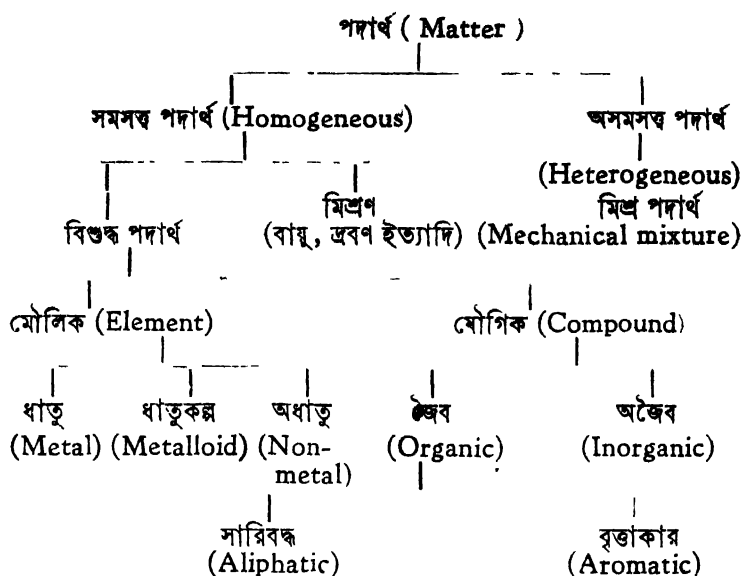 পদার্থ ( Matter )
সমসত্ত্ব পদার্থ (Homogeneous) অসমসত্ত্ব পদার্থ
(Heterogeneous)
বিশুদ্ধ পদার্থ মিশ্রণ মিশ্র পদার্থ
(বায়ু, দ্রবণ ইত্যাদি) (Mechanical mixture)
মৌলিক (Element) যৌগিক (Compound)
ধাতু ধাতুকল্প অধাতু জৈব অজৈব
(Metal) (Metalloid) (Non- (Organic) (Inorganic)
metal)
সারিবদ্ধ বৃত্তাকার
(Aliphatic) (Aromatic)